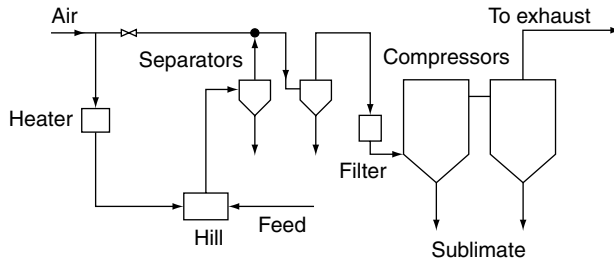 Air
To exhaust
Separators
Compressors
Heater
Filter
Feed
Hill
Sublimate